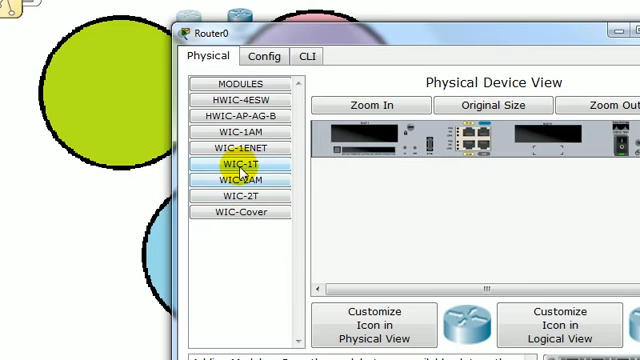 Router0
Physical Config CLI
MODULES
HWIC-4ESW
HWIC-AP-AG-B
WIC-1AM
WIC-1ENET
WIC-1T
WIC-2AM
WIC-2T
WIC-Cover
Physical Device View
Zoom In Original Size Zoom Out
Customize
Icon in
Physical View
Customize
Icon in
Logical View